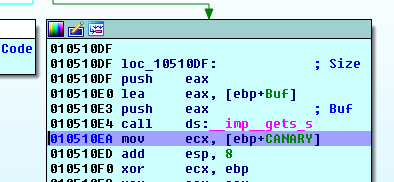 Code
010510DF
010510DF loc_10510DF: ; Size
010510DF push eax
010510E0 lea eax, [ebp+Buf]
010510E3 push eax ; Buf
010510E4 call ds:__imp__gets_s
010510EA mov ecx, [ebp+CANARY]
010510ED add esp, 8
010510F0 xor ecx, ebp